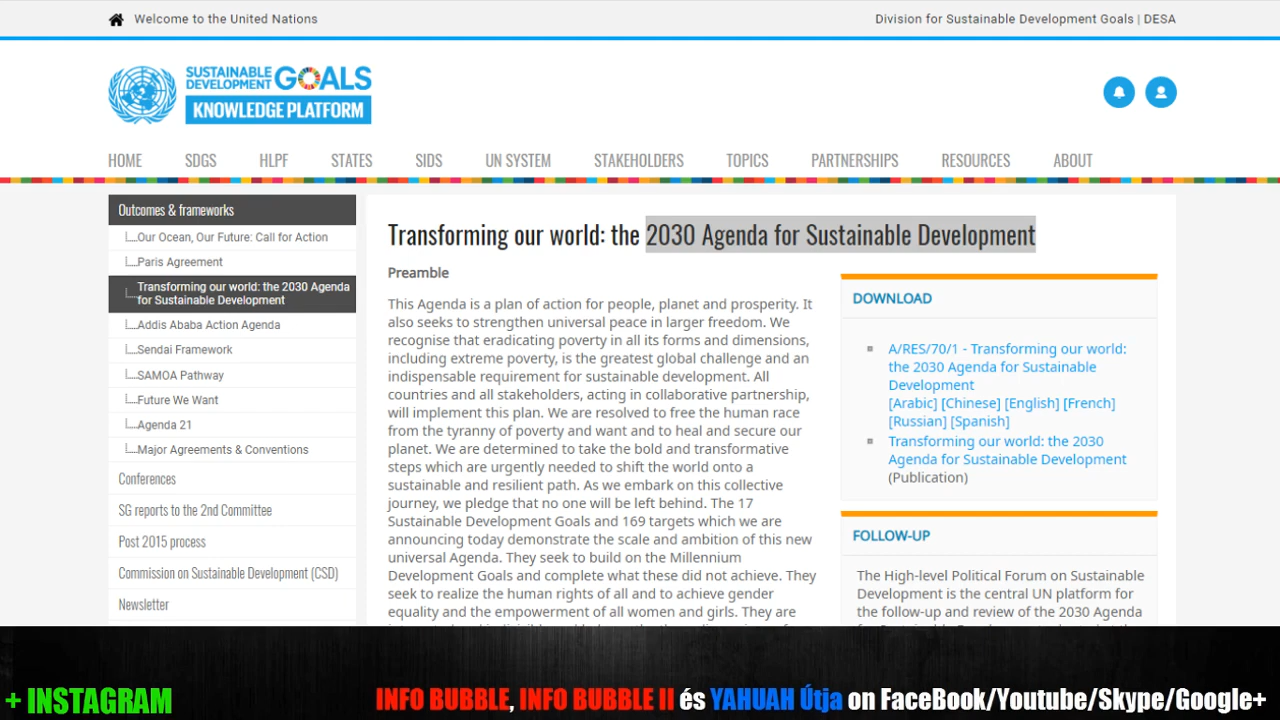 Welcome to the United Nations
Division for Sustainable Development Goals | DESA
SUSTAINABLE DEVELOPMENT GOALS
KNOWLEDGE PLATFORM
HOME SDGS HLPF STATES SIDS UN SYSTEM STAKEHOLDERS TOPICS PARTNERSHIPS RESOURCES ABOUT
Outcomes & frameworks
Our Ocean, Our Future: Call for Action
Paris Agreement
Transforming our world: the 2030 Agenda
for Sustainable Development
Addis Ababa Action Agenda
Sendai Framework
SAMOA Pathway
Future We Want
Agenda 21
Major Agreements & Conventions
Conferences
SG reports to the 2nd Committee
Post 2015 process
Commission on Sustainable Development (CSD)
Newsletter
Transforming our world: the 2030 Agenda for Sustainable Development
Preamble
This Agenda is a plan of action for people, planet and prosperity. It
also seeks to strengthen universal peace in larger freedom. We
recognise that eradicating poverty in all its forms and dimensions,
including extreme poverty, is the greatest global challenge and an
indispensable requirement for sustainable development. All
countries and all stakeholders, acting in collaborative partnership,
will implement this plan. We are resolved to free the human race
from the tyranny of poverty and want and to heal and secure our
planet. We are determined to take the bold and transformative
steps which are urgently needed to shift the world onto a
sustainable and resilient path. As we embark on this collective
journey, we pledge that no one will be left behind. The 17
Sustainable Development Goals and 169 targets which we are
announcing today demonstrate the scale and ambition of this new
universal Agenda. They seek to build on the Millennium
Development Goals and complete what these did not achieve. They
seek to realize the human rights of all and to achieve gender
equality and the empowerment of all women and girls. They are
DOWNLOAD
A/RES/70/1 - Transforming our world:
the 2030 Agenda for Sustainable
Development
[Arabic] [Chinese] [English] [French]
[Russian] [Spanish]
Transforming our world: the 2030
Agenda for Sustainable Development
(Publication)
FOLLOW-UP
The High-level Political Forum on Sustainable
Development is the central UN platform for
the follow-up and review of the 2030 Agenda
+ INSTAGRAM
INFO BUBBLE, INFO BUBBLE II és YAHUAH Útja on FaceBook/Youtube/Skype/Google+